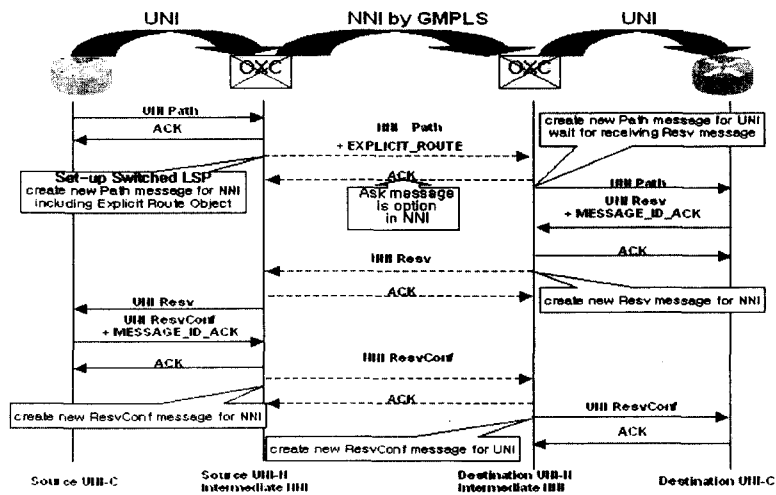 UNI
NNI by GMPLS
UNI
OXC
OXC
UNI Path
ACK
NNI Path
+ EXPLICIT_ROUTE
create new Path message for UNI
wait for receiving Resv message
Set-up Switched LSP
create new Path message for NNI
including Explicit Route Object
ACK
Ask message
is option
in NNI
UNI Path
UNI Resv
+ MESSAGE_ID_ACK
NNI Resv
ACK
UNI Resv
ACK
create new Resv message for NNI
UNI ResvConf
+ MESSAGE_ID_ACK
ACK
NNI ResvConf
create new ResvConf message for NNI
ACK
UNI ResvConf
ACK
create new ResvConf message for UNI
Source UNI-C
Source UNI-N
Intermediate NNI
Destination UNI-N
Intermediate NNI
Destination UNI-C